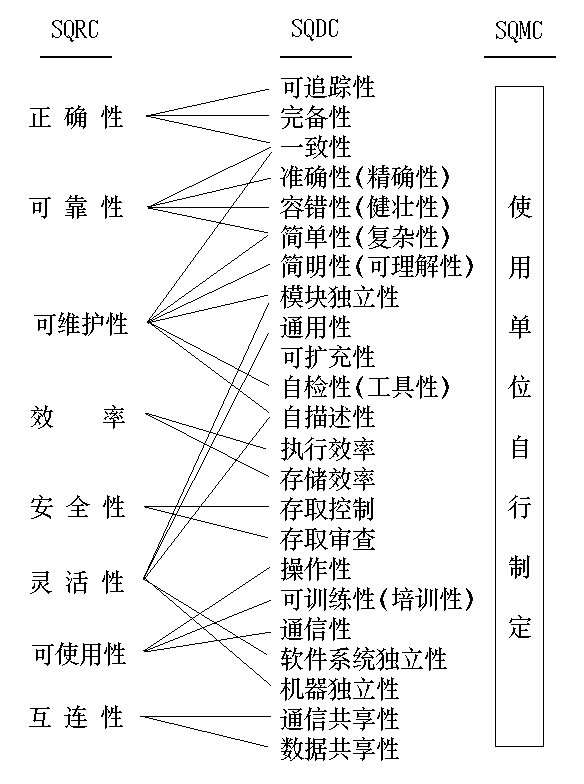 SQRC
SQDC
SQMC
正确性
可靠性
可维护性
效率
安全性
灵活性
可使用性
互连性
可追踪性
完备性
一致性
准确性(精确性)
容错性(健壮性)
简单性(复杂性)
简明性(可理解性)
模块独立性
通用性
可扩充性
自检性(工具性)
自描述性
执行效率
存储效率
存取控制
存取审查
操作性
可训练性(培训性)
通信性
软件系统独立性
机器独立性
通信共享性
数据共享性
使用单位自行制定